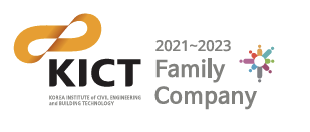 KICT
KOREA INSTITUTE of CIVIL ENGINEERING
and BUILDING TECHNOLOGY
2021~2023
Family
Company